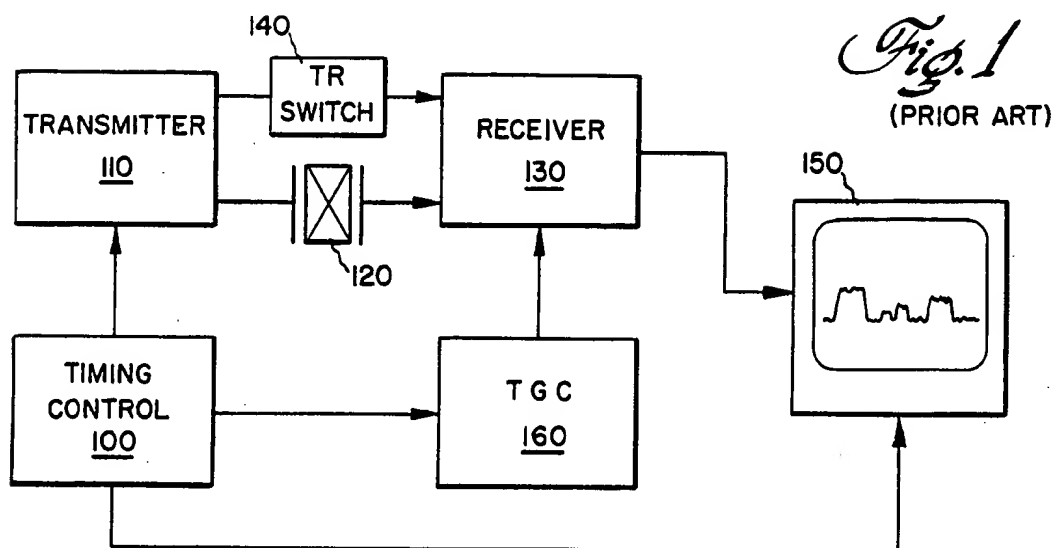 140
Fig. 1
(PRIOR ART)
TR
SWITCH
TRANSMITTER
110
RECEIVER
130
150
120
TIMING
CONTROL
100
T G C
160